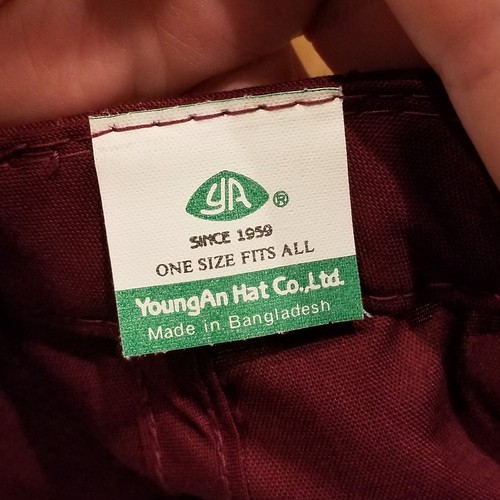 YA ®
SINCE 1959
ONE SIZE FITS ALL
YoungAn Hat Co.,Ltd.
Made in Bangladesh